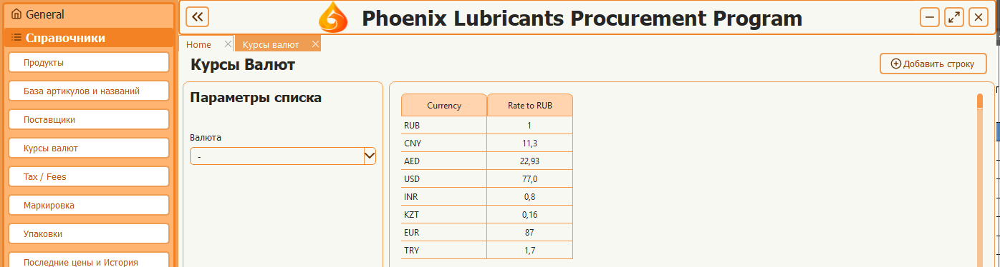 General
Справочники
Продукты
База артикулов и названий
Поставщики
Курсы валют
Tax / Fees
Маркировка
Упаковки
Последние цены и История
Phoenix Lubricants Procurement Program
Home Курсы валют
Курсы Валют
Добавить строку
Параметры списка
Валюта
-
Currency Rate to RUB
RUB 1
CNY 11,3
AED 22,93
USD 77,0
INR 0,8
KZT 0,16
EUR 87
TRY 1,7